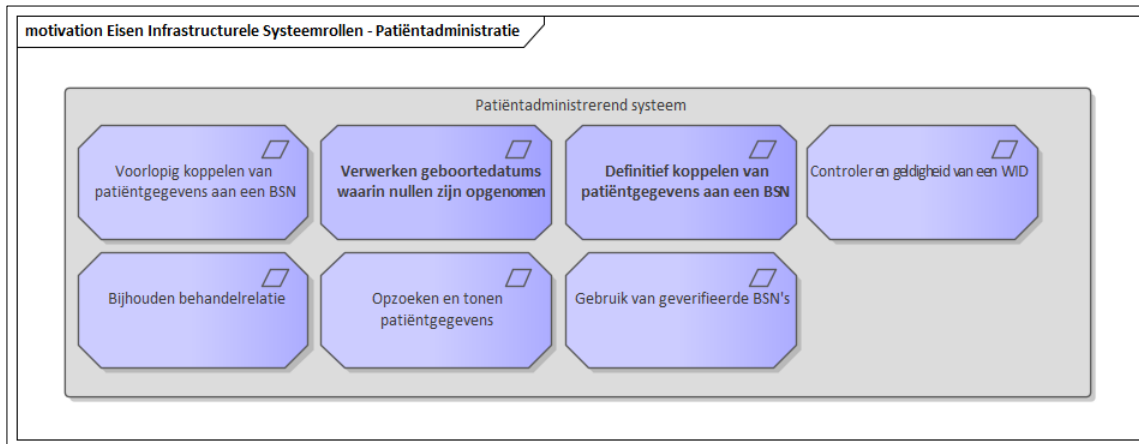 motivation Eisen Infrastructurele Systeemrollen - Patiëntadministratie
Patiëntadministrerend systeem
Voorlopig koppelen van
patiëntgegevens aan een BSN
Verwerken geboortedatums
waarin nullen zijn opgenomen
Definitief koppelen van
patiëntgegevens aan een BSN
Controleren geldigheid van een WID
Bijhouden behandelrelatie
Opzoeken en tonen
patiëntgegevens
Gebruik van geverifieerde BSN's